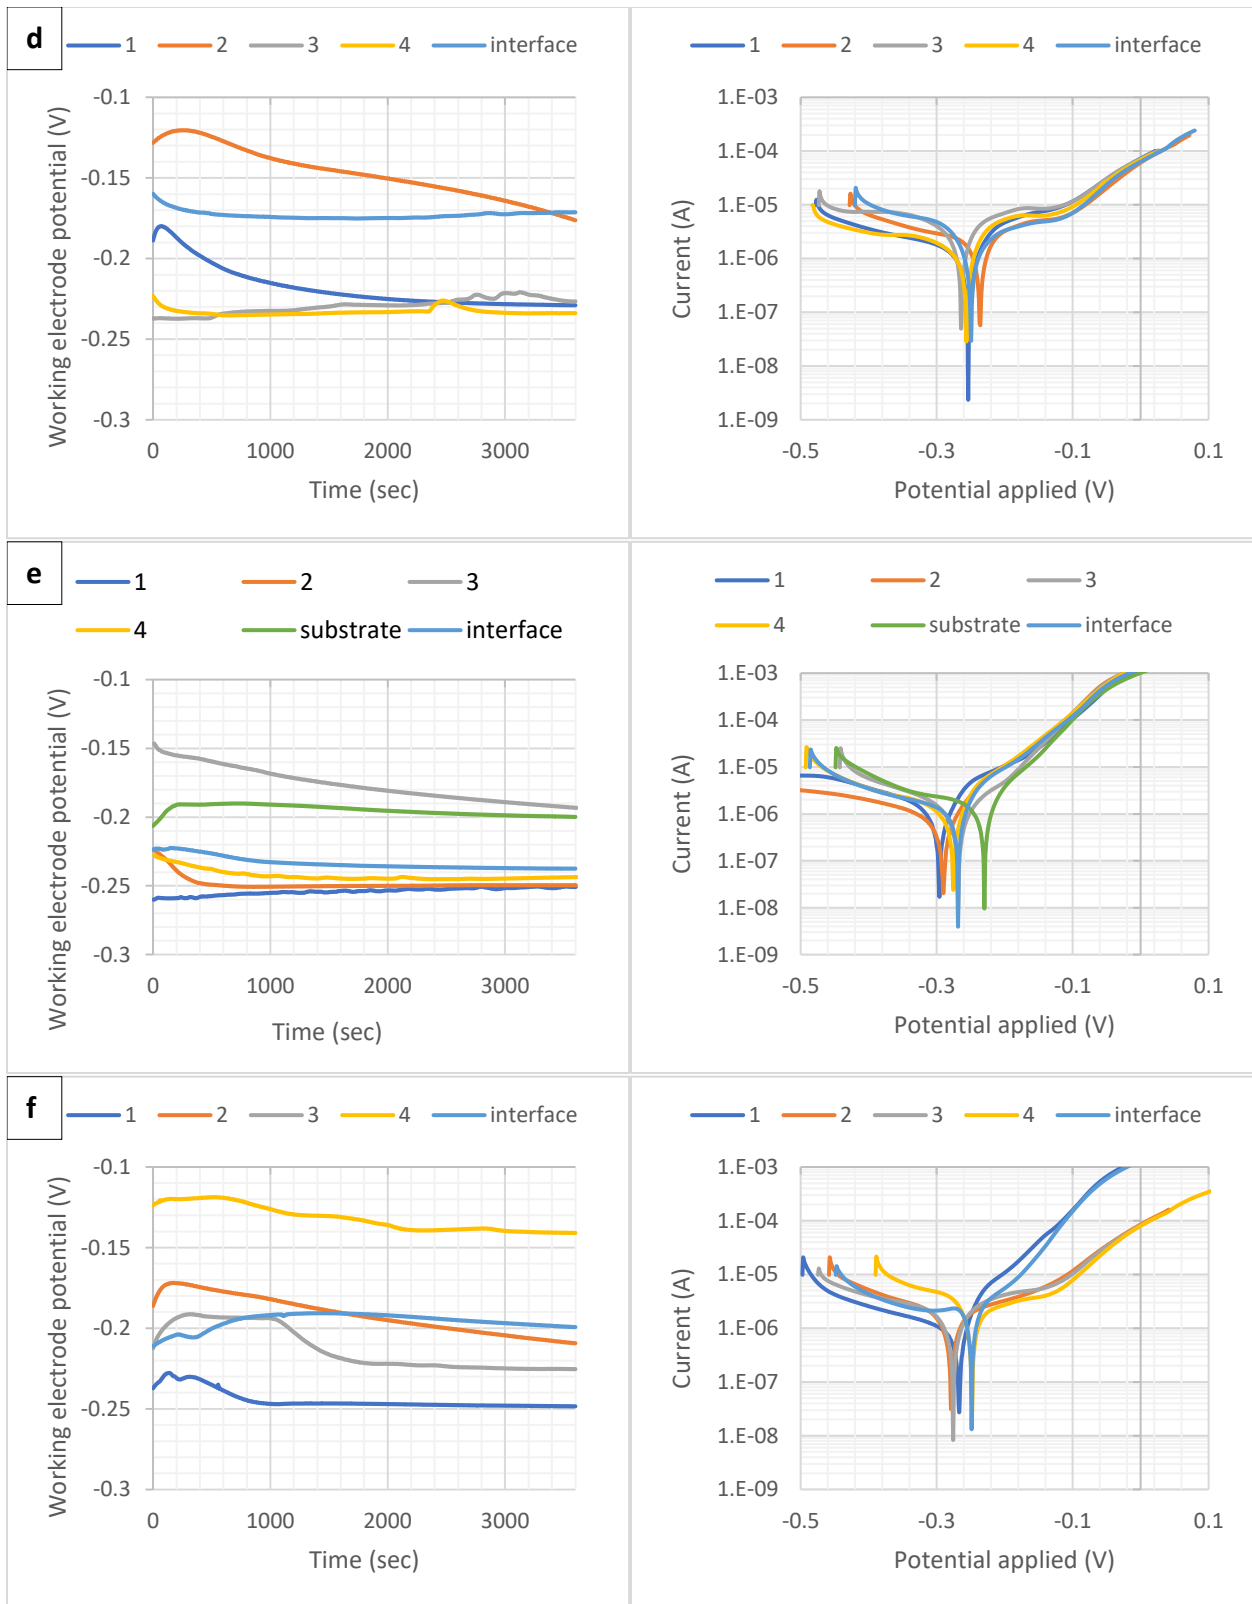 d
1 2 3 4 interface
Working electrode potential (V)
-0.1
-0.15
-0.2
-0.25
-0.3
0 1000 2000 3000
Time (sec)
1 2 3 4 interface
Current (A)
1.E-03
1.E-04
1.E-05
1.E-06
1.E-07
1.E-08
1.E-09
-0.5 -0.3 -0.1 0.1
Potential applied (V)
e
1 2 3
4 substrate interface
Working electrode potential (V)
-0.1
-0.15
-0.2
-0.25
-0.3
0 1000 2000 3000
Time (sec)
1 2 3
4 substrate interface
Current (A)
1.E-03
1.E-04
1.E-05
1.E-06
1.E-07
1.E-08
1.E-09
-0.5 -0.3 -0.1 0.1
Potential applied (V)
f
1 2 3 4 interface
Working electrode potential (V)
-0.1
-0.15
-0.2
-0.25
-0.3
0 1000 2000 3000
Time (sec)
1 2 3 4 interface
Current (A)
1.E-03
1.E-04
1.E-05
1.E-06
1.E-07
1.E-08
1.E-09
-0.5 -0.3 -0.1 0.1
Potential applied (V)